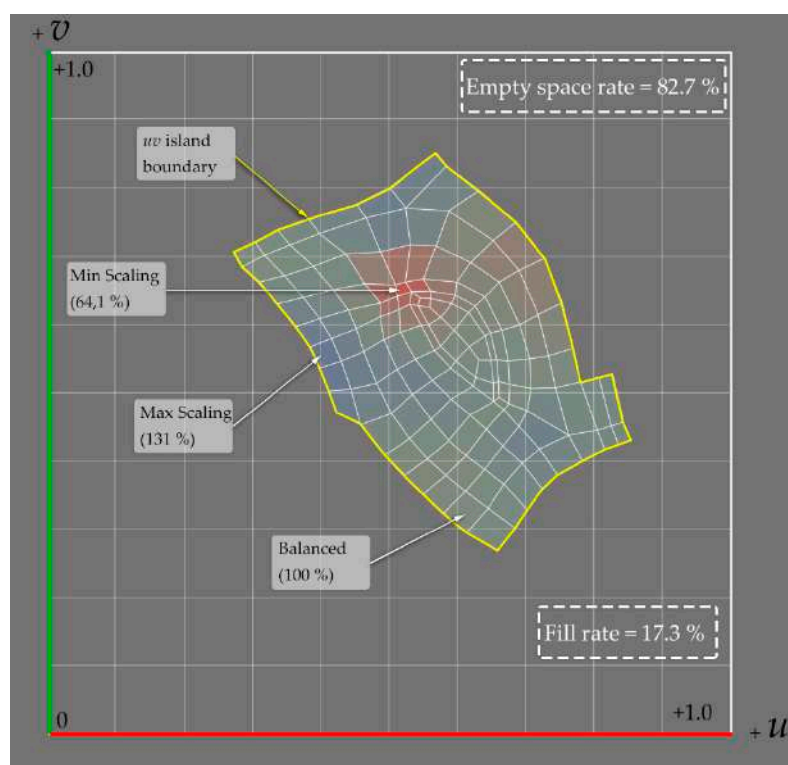 + v
+1.0
Empty space rate = 82.7 %
uv island
boundary
Min Scaling
(64,1 %)
Max Scaling
(131 %)
Balanced
(100 %)
Fill rate = 17.3 %
0
+1.0
+ u